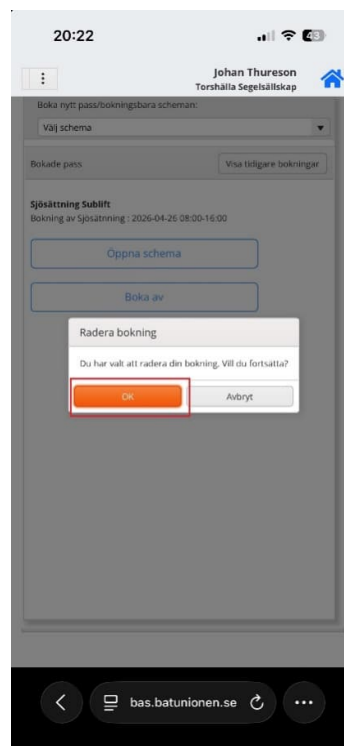 20:22
43
Johan Thureson
Torshälla Segelsällskap
Boka nytt pass/bokningsbara scheman:
Välj schema
Bokade pass
Visa tidigare bokningar
Sjösättning Sublift
Bokning av Sjösättnning : 2026-04-26 08:00-16:00
Öppna schema
Boka av
Radera bokning
Du har valt att radera din bokning. Vill du fortsätta?
OK
Avbryt
bas.batunionen.se